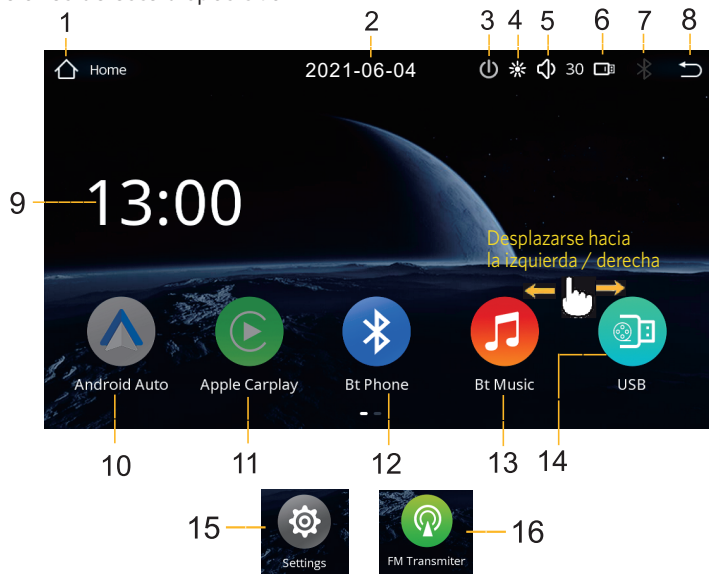 1 2 3 4 5 6 7 8
Home 2021-06-04 30
9 13:00
Desplazarse hacia
la izquierda / derecha
Android Auto Apple Carplay Bt Phone Bt Music USB
10 11 12 13 14
15 Settings
FM Transmiter 16